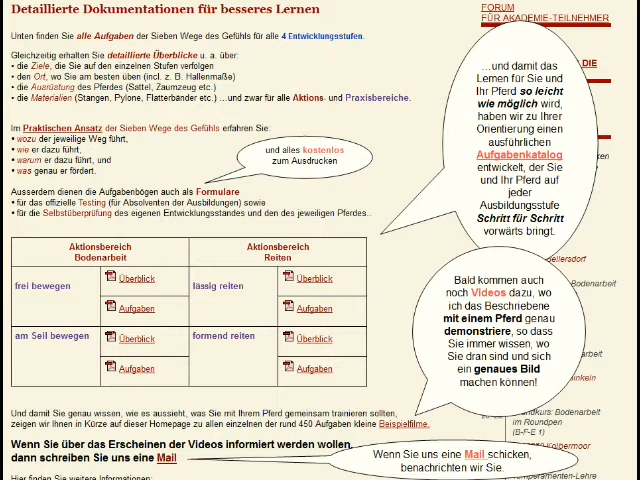 Detaillierte Dokumentationen für besseres Lernen
FORUM
FÜR AKADEMIE-TEILNEHMER
Unten finden Sie alle Aufgaben der Sieben Wege des Gefühls für alle 4 Entwicklungsstufen.
Gleichzeitig erhalten Sie detaillierte Überblicke u. a. über:
• die Ziele, die Sie auf den einzelnen Stufen verfolgen
• den Ort, wo Sie am besten üben (incl. z. B. Hallenmaße)
• die Ausrüstung des Pferdes (Sattel, Zaumzeug etc.)
• die Materialien (Stangen, Pylone, Flatterbänder etc.) ...und zwar für alle Aktions- und Praxisbereiche.
Im Praktischen Ansatz der Sieben Wege des Gefühls erfahren Sie:
• wozu der jeweilige Weg führt,
• wie er dazu führt,
• warum er dazu führt, und
• was genau er fördert.
und alles kostenlos
zum Ausdrucken
Ausserdem dienen die Aufgabenbögen auch als Formulare
• für das offizielle Testing (für Absolventen der Ausbildungen) sowie
• für die Selbstüberprüfung des eigenen Entwicklungsstandes und den des jeweiligen Pferdes..
...und damit das
Lernen für Sie und
Ihr Pferd so leicht
wie möglich wird,
haben wir zu Ihrer
Orientierung einen
ausführlichen
Aufgabenkatalog
entwickelt, der Sie
und Ihr Pferd auf
jeder
Ausbildungsstufe
Schritt für Schritt
vorwärts bringt.
DIE
Aktionsbereich
Bodenarbeit
Aktionsbereich
Reiten
frei bewegen
Überblick
Aufgaben
lässig reiten
Überblick
Aufgaben
am Seil bewegen
Überblick
Aufgaben
formend reiten
Überblick
Aufgaben
Bald kommen auch
noch Videos dazu, wo
ich das Beschriebene
mit einem Pferd genau
demonstriere, so dass
Sie immer wissen, wo
Sie dran sind und sich
ein genaues Bild
machen können!
Bodenarbeit
Und damit Sie genau wissen, wie es aussieht, was Sie mit Ihrem Pferd gemeinsam tranieren sollten,
zeigen wir Ihnen in Kürze auf dieser Homepage zu allen einzelnen der rund 450 Aufgaben kleine Beispielfilme.
Bodenarbeit
im Roundpen
(B-F-E 1)
Wenn Sie über das Erscheinen der Videos informiert werden wollen,
dann schreiben Sie uns eine Mail
Wenn Sie uns eine Mail schicken,
benachrichten wir Sie.
Hier finden Sie weitere Informationen: